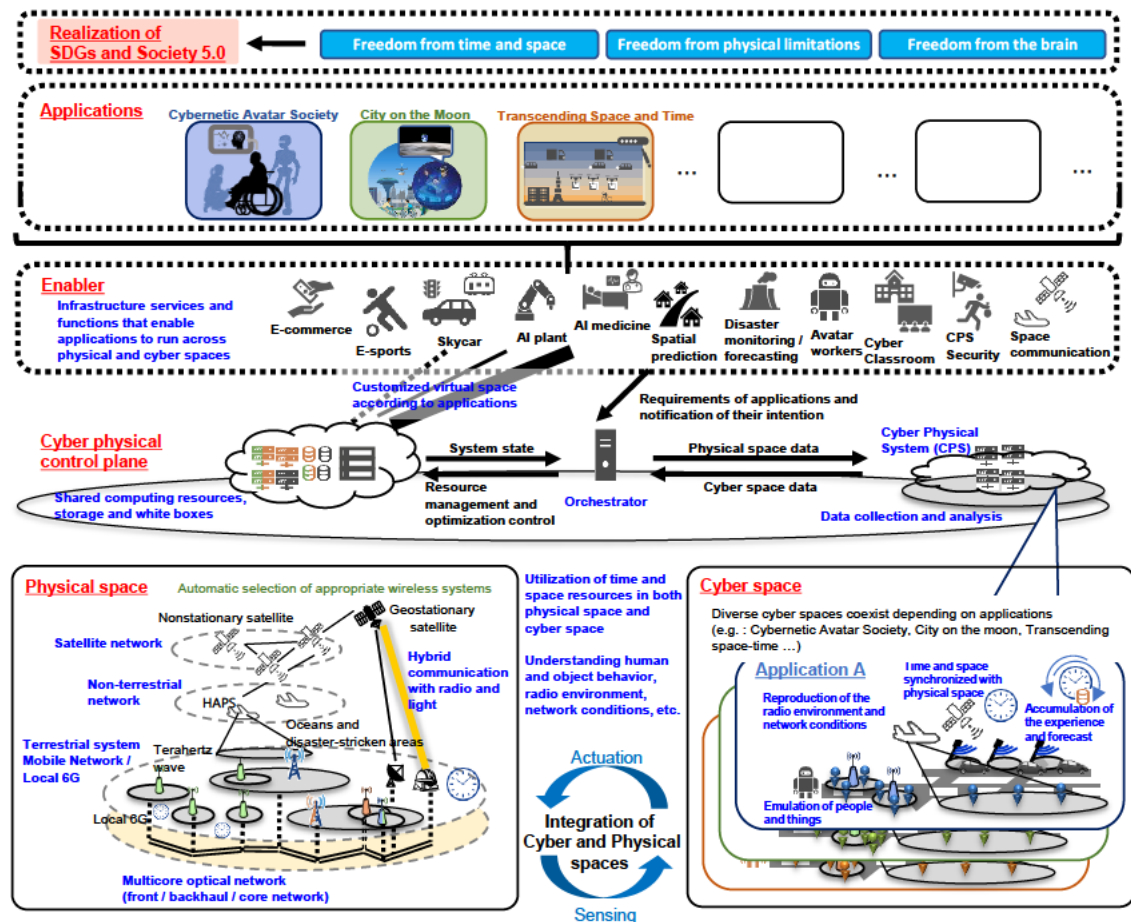 Realization of
SDGs and Society 5.0
Freedom from time and space
Freedom from physical limitations
Freedom from the brain
Applications
Cybernetic Avatar Society
City on the Moon
Transcending Space and Time
...
...
...
Enabler
Infrastructure services and
functions that enable
applications to run across
physical and cyber spaces
E-commerce
E-sports
Skycar
AI plant
AI medicine
Spatial
prediction
Disaster
monitoring /
forecasting
Avatar
workers
Cyber
Classroom
CPS
Security
Space
communication
Customized virtual space
according to applications
Requirements of applications and
notification of their intention
Cyber physical
control plane
System state
Resource
management and
optimization control
Orchestrator
Physical space data
Cyber space data
Cyber Physical
System (CPS)
Shared computing resources,
storage and white boxes
Data collection and analysis
Physical space
Automatic selection of appropriate wireless systems
Nonstationary satellite
Geostationary
satellite
Satellite network
Hybrid
communication
with radio and
light
Non-terrestrial
network
HAPS
Oceans and
disaster-stricken areas
Terrestrial system
Mobile Network /
Local 6G
Terahertz
wave
Local 6G
Multicore optical network
(front / backhaul / core network)
Utilization of time and
space resources in both
physical space and
cyber space
Understanding human
and object behavior,
radio environment,
network conditions, etc.
Actuation
Integration of
Cyber and Physical
spaces
Sensing
Cyber space
Diverse cyber spaces coexist depending on applications
(e.g. : Cybernetic Avatar Society, City on the moon, Transcending
space-time ...)
Application A
Time and space
synchronized with
physical space
Reproduction of the
radio environment and
network conditions
Accumulation of
the experience
and forecast
Emulation of people
and things